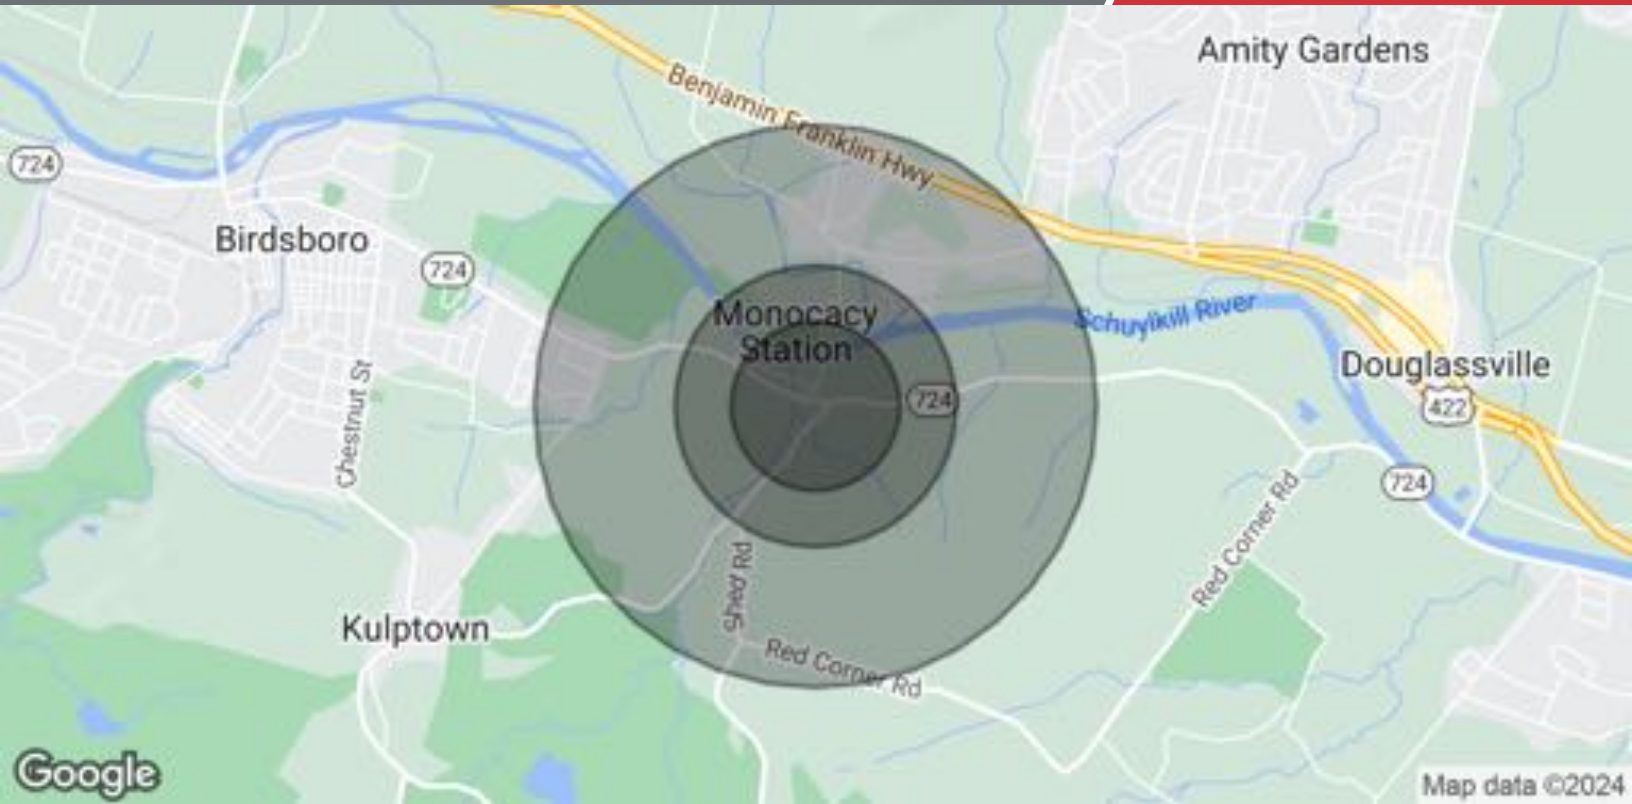 Amity Gardens
Benjamin Franklin Hwy
724
Birdsboro
724
Monocacy
Station
Schuylkill River
Douglassville
724
422
Chestnut St
724
Red Corner Rd
Shed Rd
Kulptown
Red Corner Rd
Google
Map data ©2024